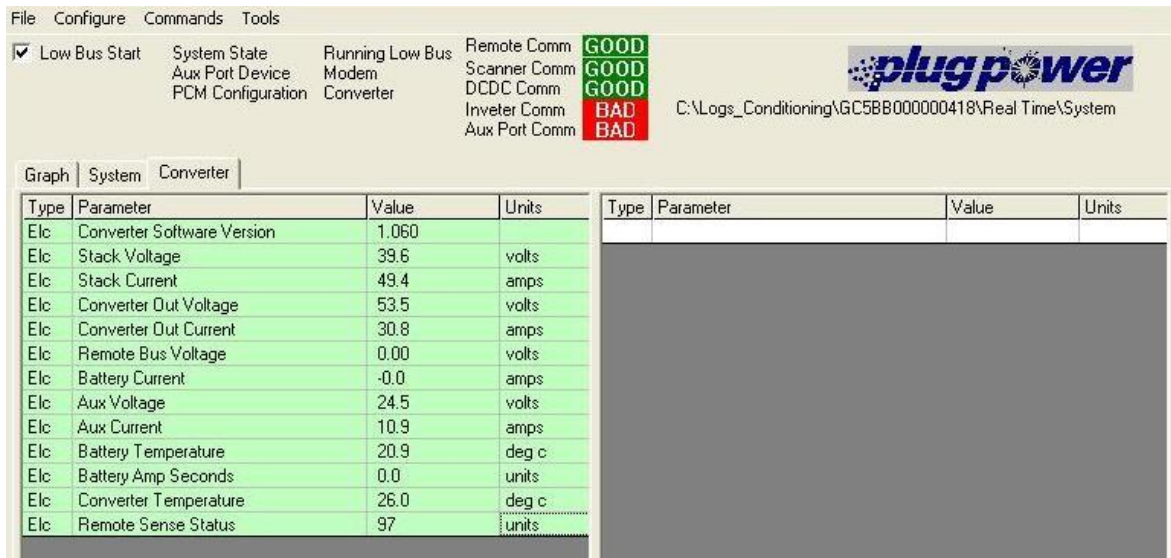 File Configure Commands Tools
Low Bus Start
System State Running Low Bus
Aux Port Device Modem
PCM Configuration Converter
Remote Comm GOOD
Scanner Comm GOOD
DCDC Comm GOOD
Inveter Comm BAD
Aux Port Comm BAD
plug power
C:\Logs_Conditioning\GC5BB000000418\Real Time\System
Graph System Converter
Type Parameter Value Units Type Parameter Value Units
Elc Converter Software Version 1.060
Elc Stack Voltage 39.6 volts
Elc Stack Current 49.4 amps
Elc Converter Out Voltage 53.5 volts
Elc Converter Out Current 30.8 amps
Elc Remote Bus Voltage 0.00 volts
Elc Battery Current -0.0 amps
Elc Aux Voltage 24.5 volts
Elc Aux Current 10.9 amps
Elc Battery Temperature 20.9 deg c
Elc Battery Amp Seconds 0.0 units
Elc Converter Temperature 26.0 deg c
Elc Remote Sense Status 97 units